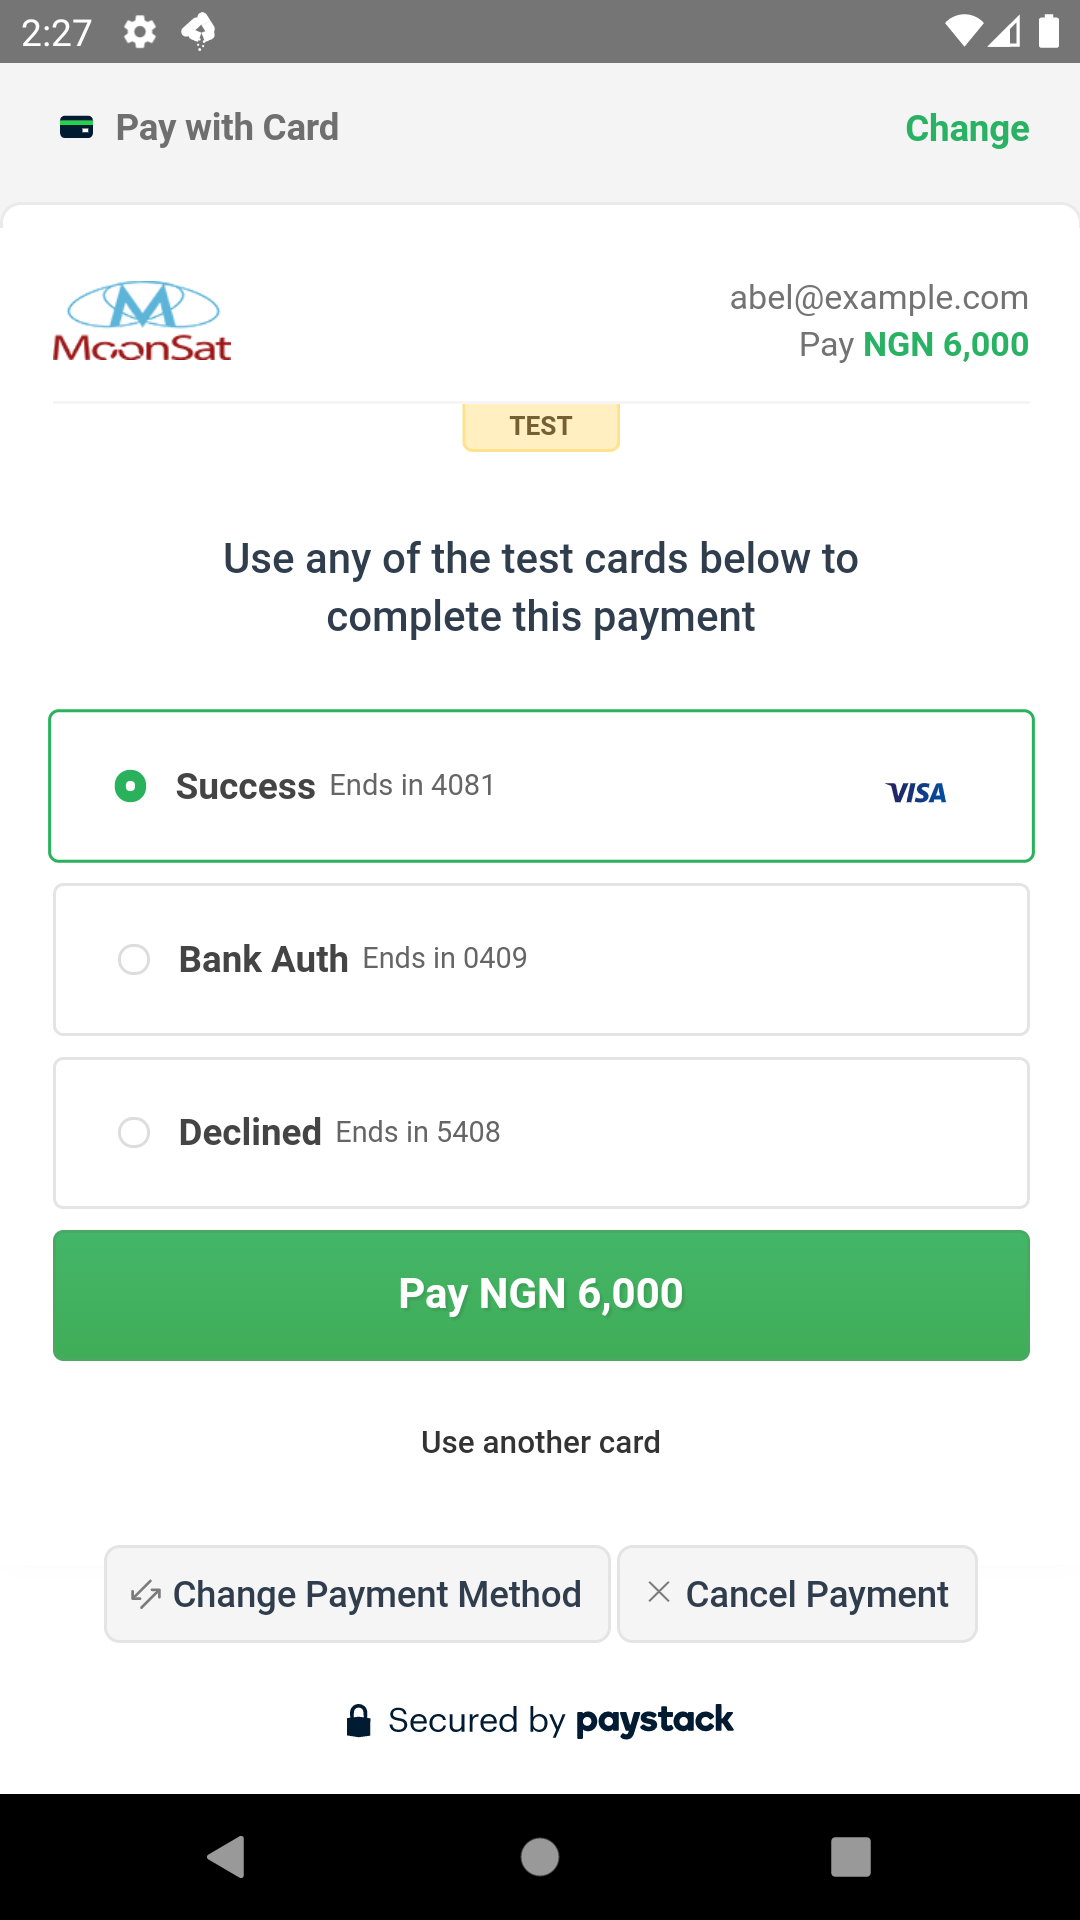 2:27
Pay with Card
Change
MoonSat
abel@example.com
Pay NGN 6,000
TEST
Use any of the test cards below to
complete this payment
Success Ends in 4081
VISA
Bank Auth Ends in 0409
Declined Ends in 5408
Pay NGN 6,000
Use another card
Change Payment Method
Cancel Payment
Secured by paystack